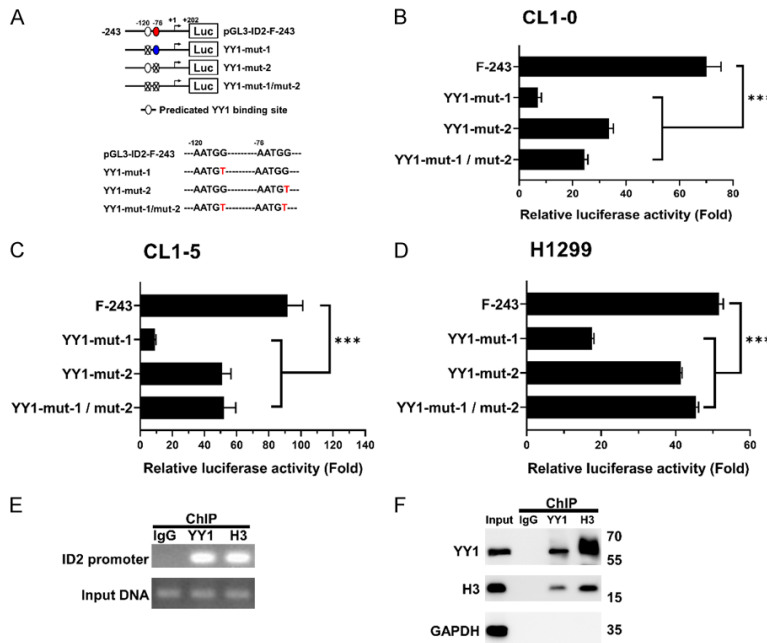 A
-120 -76 +1 +202
-243 Luc pGL3-ID2-F-243
Luc YY1-mut-1
Luc YY1-mut-2
Luc YY1-mut-1/mut-2
Predicated YY1 binding site
-120 -76
pGL3-ID2-F-243 ---AATGG---------AATGG---
YY1-mut-1 ---AATGT---------AATGG---
YY1-mut-2 ---AATGG---------AATGT---
YY1-mut-1/mut-2 ---AATGT---------AATGT---
B CL1-0
F-243
YY1-mut-1
YY1-mut-2
YY1-mut-1 / mut-2
***
0 20 40 60 80
Relative luciferase activity (Fold)
C CL1-5
F-243
YY1-mut-1
YY1-mut-2
YY1-mut-1 / mut-2
***
0 20 40 60 80 100 120 140
Relative luciferase activity (Fold)
D H1299
F-243
YY1-mut-1
YY1-mut-2
YY1-mut-1 / mut-2
***
0 20 40 60
Relative luciferase activity (Fold)
E
ChIP
IgG YY1 H3
ID2 promoter
Input DNA
F
ChIP
Input IgG YY1 H3
YY1 70
55
H3 15
GAPDH 35